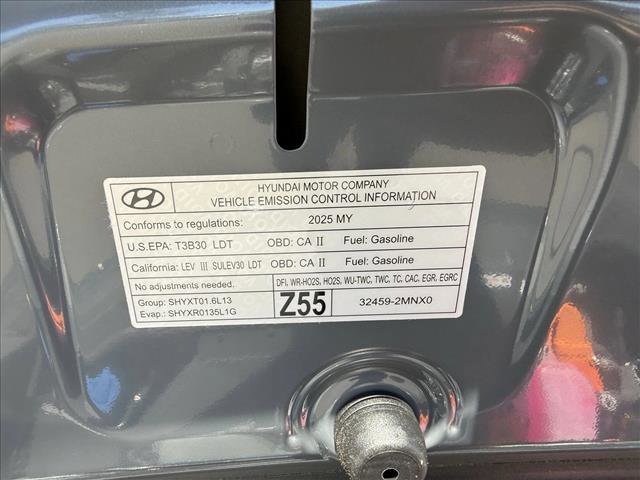 HYUNDAI MOTOR COMPANY
VEHICLE EMISSION CONTROL INFORMATION
Conforms to regulations: 2025 MY
U.S.EPA: T3B30 LDT OBD: CA II Fuel: Gasoline
California: LEV III SULEV30 LDT OBD: CA II Fuel: Gasoline
No adjustments needed. DFI, WR-HO2S, HO2S, WU-TWC, TWC, TC, CAC, EGR, EGRC
Group: SHYXT01.6L13
Evap.: SHYXR0135L1G
Z55
32459-2MNX0